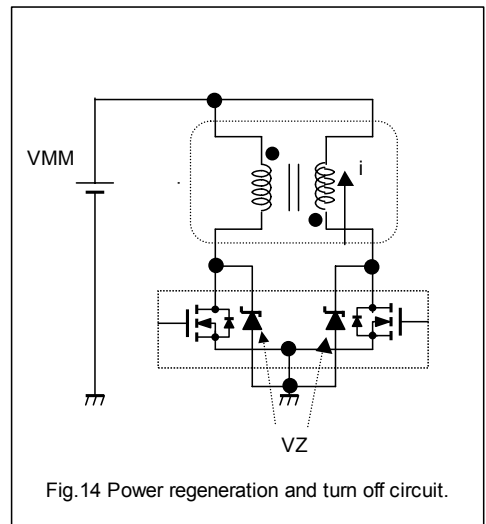 VMM
i
VZ
Fig.14 Power regeneration and turn off circuit.